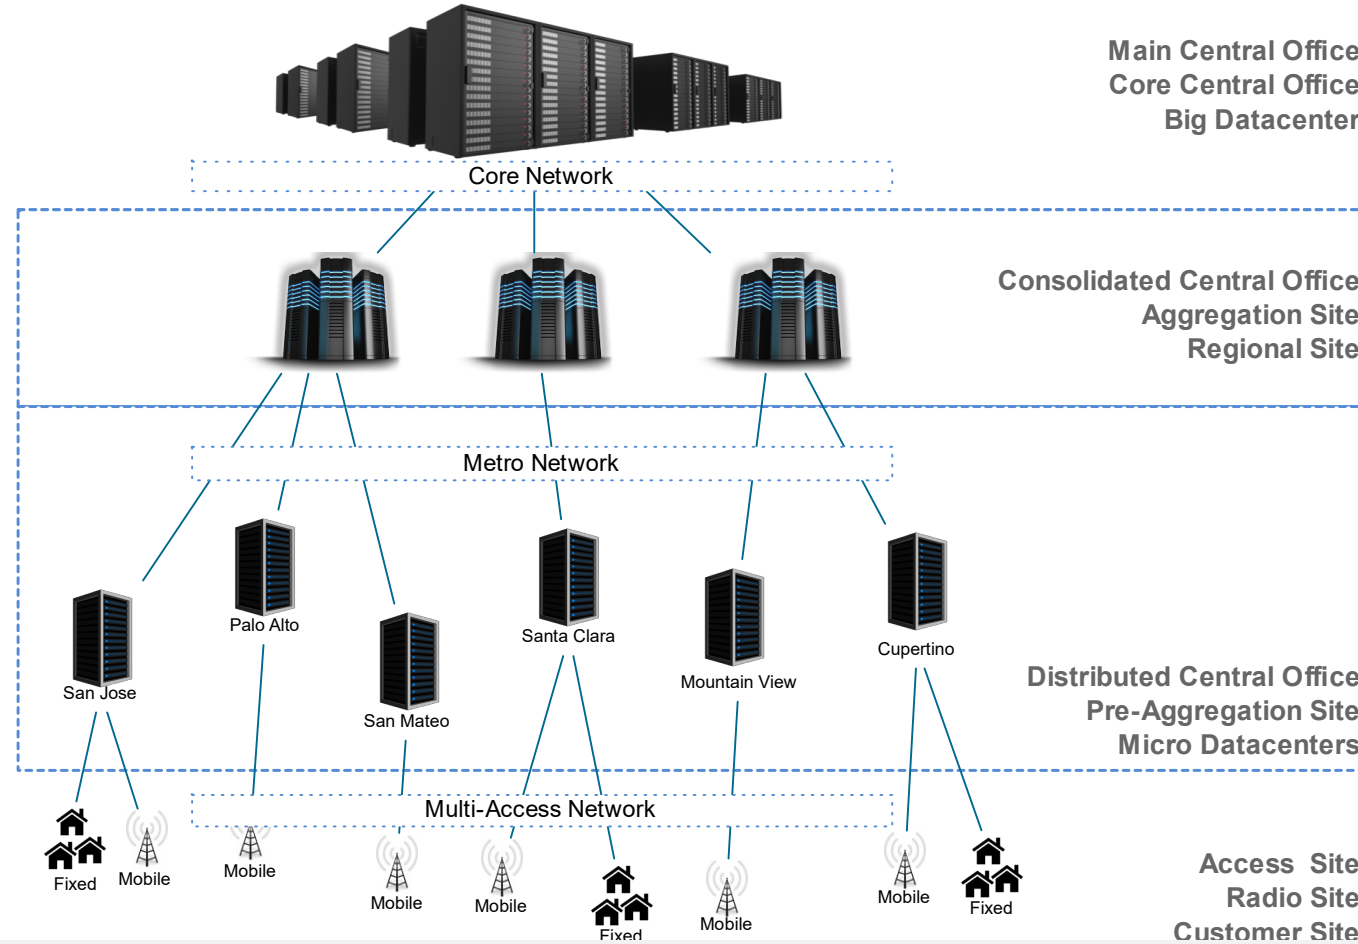 Main Central Office
Core Central Office
Big Datacenter
Core Network
Consolidated Central Office
Aggregation Site
Regional Site
Metro Network
Palo Alto
Santa Clara
Cupertino
Mountain View
San Jose
San Mateo
Distributed Central Office
Pre-Aggregation Site
Micro Datacenters
Multi-Access Network
Fixed
Mobile
Mobile
Mobile
Mobile
Fixed
Mobile
Mobile
Fixed
Access Site
Radio Site
Customer Site